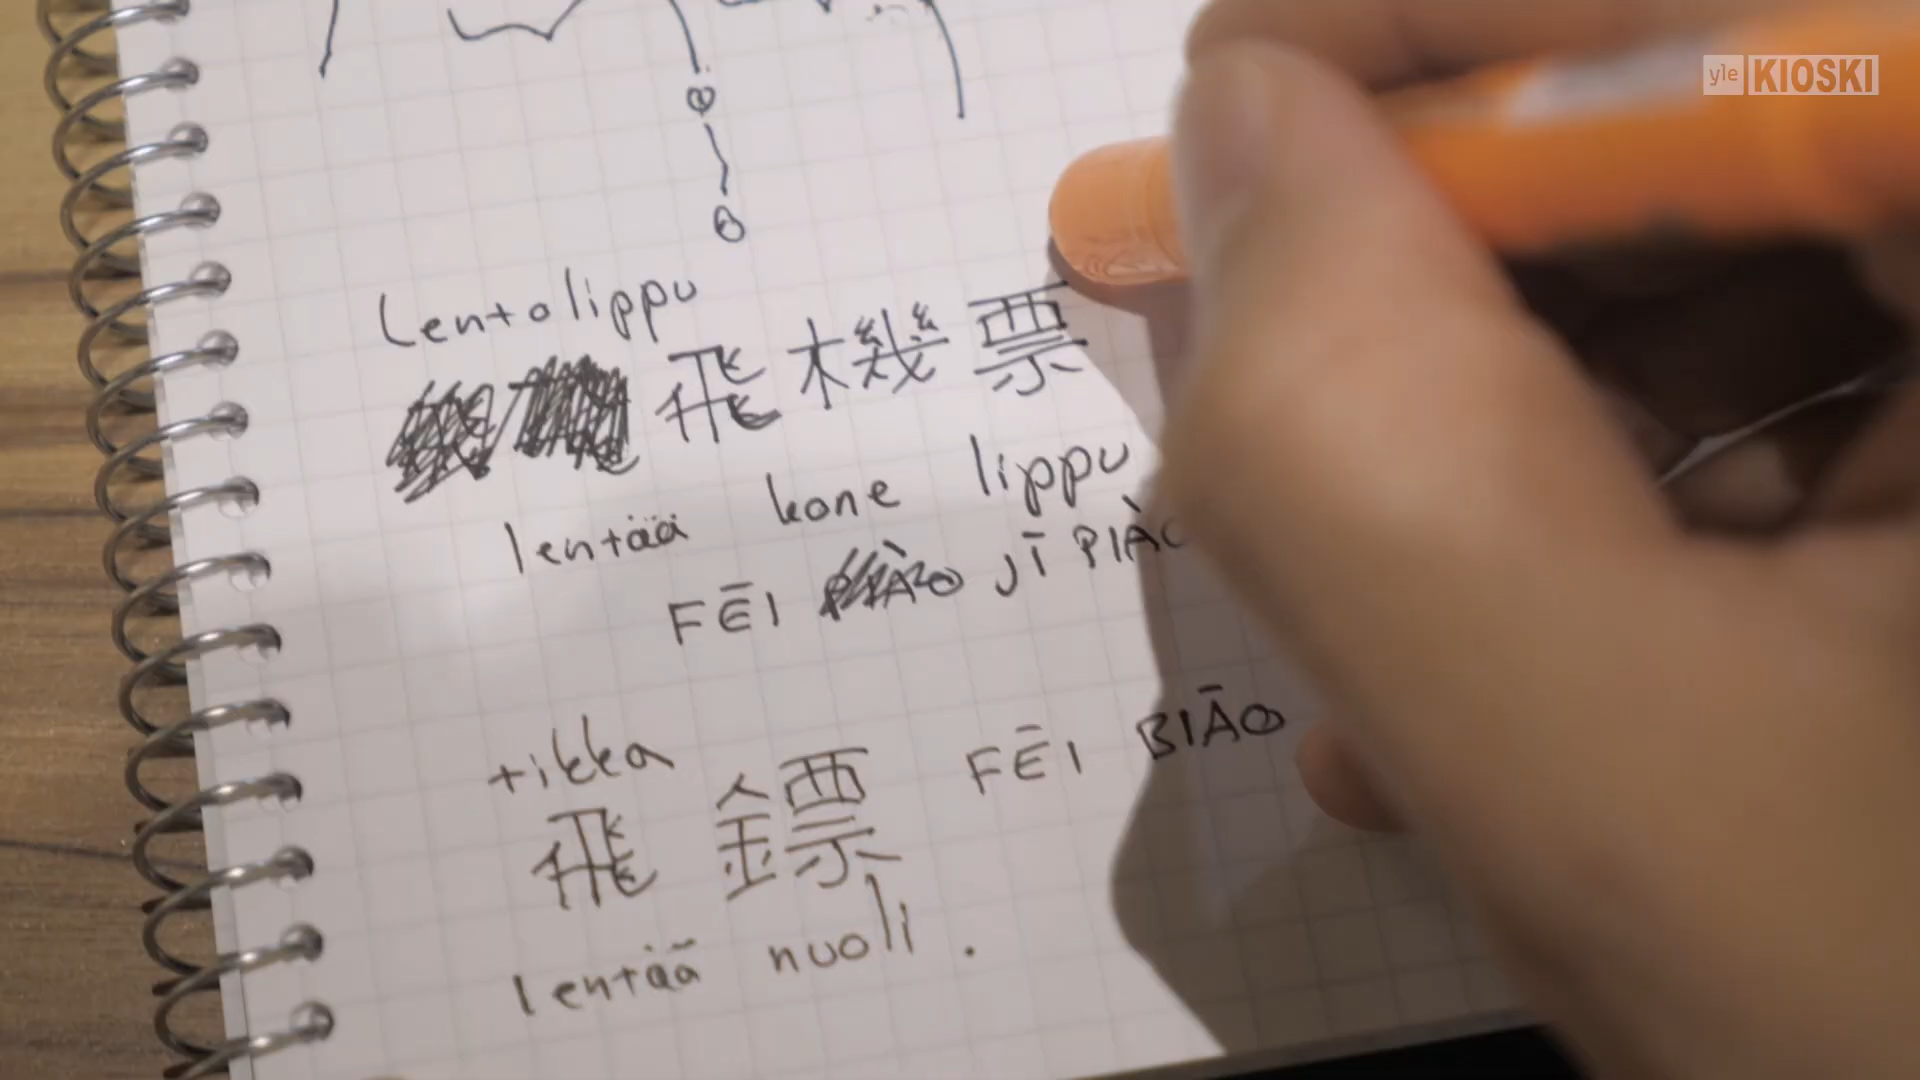 yle KIOSKI
Lentolippu
飛機票
lentää kone lippu
FĒI JĪ PIÀO
tikka
飛鏢 FĒI BIĀO
lentää nuoli.